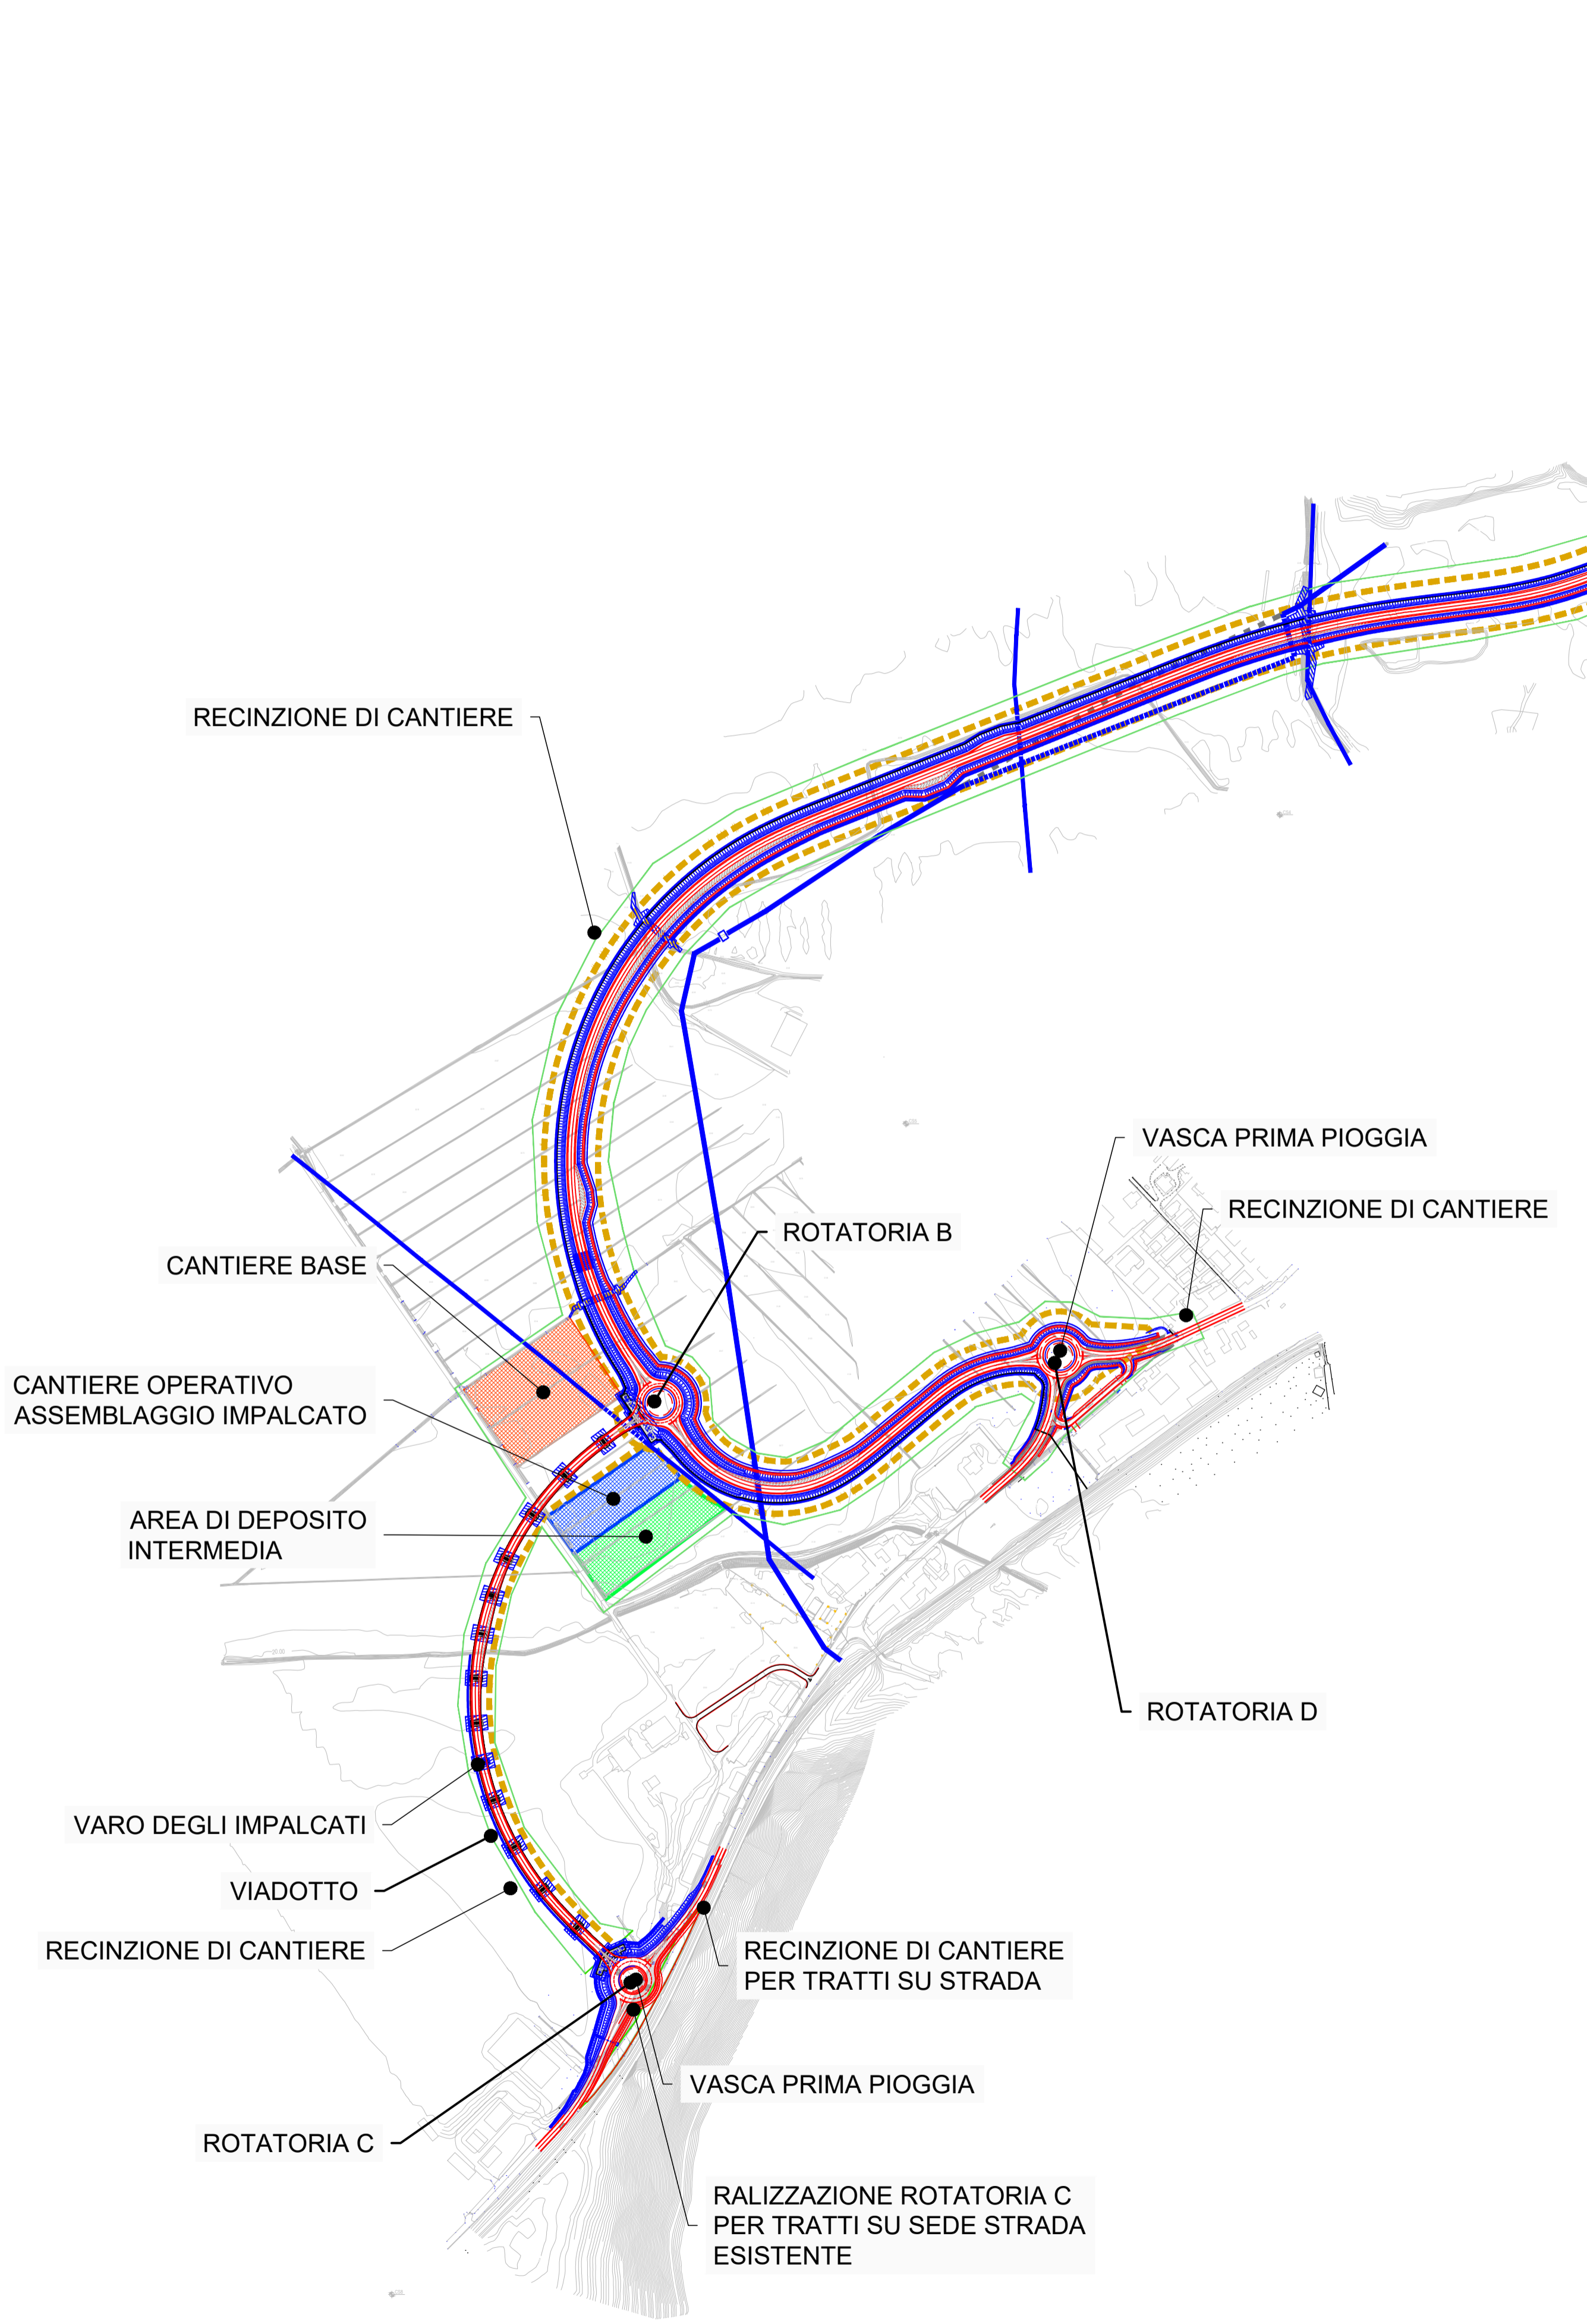 RECINZIONE DI CANTIERE
VASCA PRIMA PIOGGIA
RECINZIONE DI CANTIERE
ROTATORIA B
CANTIERE BASE
CANTIERE OPERATIVO
ASSEMBLAGGIO IMPALCATO
AREA DI DEPOSITO
INTERMEDIA
ROTATORIA D
VARO DEGLI IMPALCATI
VIADOTTO
RECINZIONE DI CANTIERE
RECINZIONE DI CANTIERE
PER TRATTI SU STRADA
VASCA PRIMA PIOGGIA
ROTATORIA C
RALIZZAZIONE ROTATORIA C
PER TRATTI SU SEDE STRADA
ESISTENTE